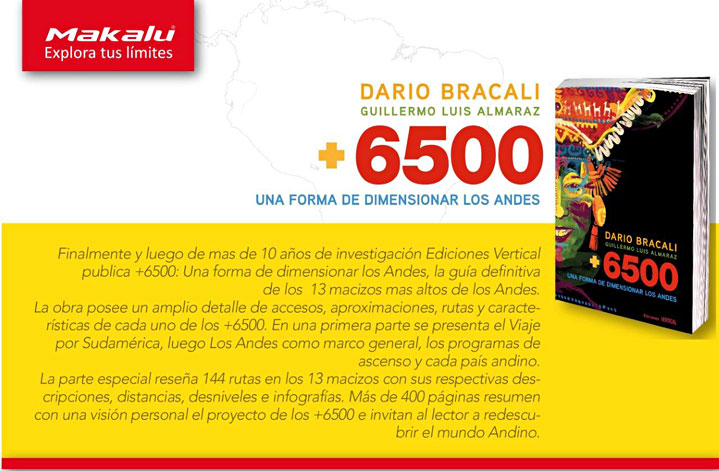 Makalu
Explora tus límites
DARIO BRACALI
GUILLERMO LUIS ALMARAZ
+6500
UNA FORMA DE DIMENSIONAR LOS ANDES
DARIO BRACALI
GUILLERMO LUIS ALMARAZ
+6500
UNA FORMA DE DIMENSIONAR LOS ANDES
Ediciones VERTICAL
Finalmente y luego de mas de 10 años de investigación Ediciones Vertical
publica +6500: Una forma de dimensionar los Andes, la guía definitiva
de los 13 macizos mas altos de los Andes.
La obra posee un amplio detalle de accesos, aproximaciones, rutas y caracte-
rísticas de cada uno de los +6500. En una primera parte se presenta el Viaje
por Sudamérica, luego Los Andes como marco general, los programas de
ascenso y cada país andino.
La parte especial reseña 144 rutas en los 13 macizos con sus respectivas des-
cripciones, distancias, desniveles e infografías. Más de 400 páginas resumen
con una visión personal el proyecto de los +6500 e invitan al lector a redescu-
brir el mundo Andino.